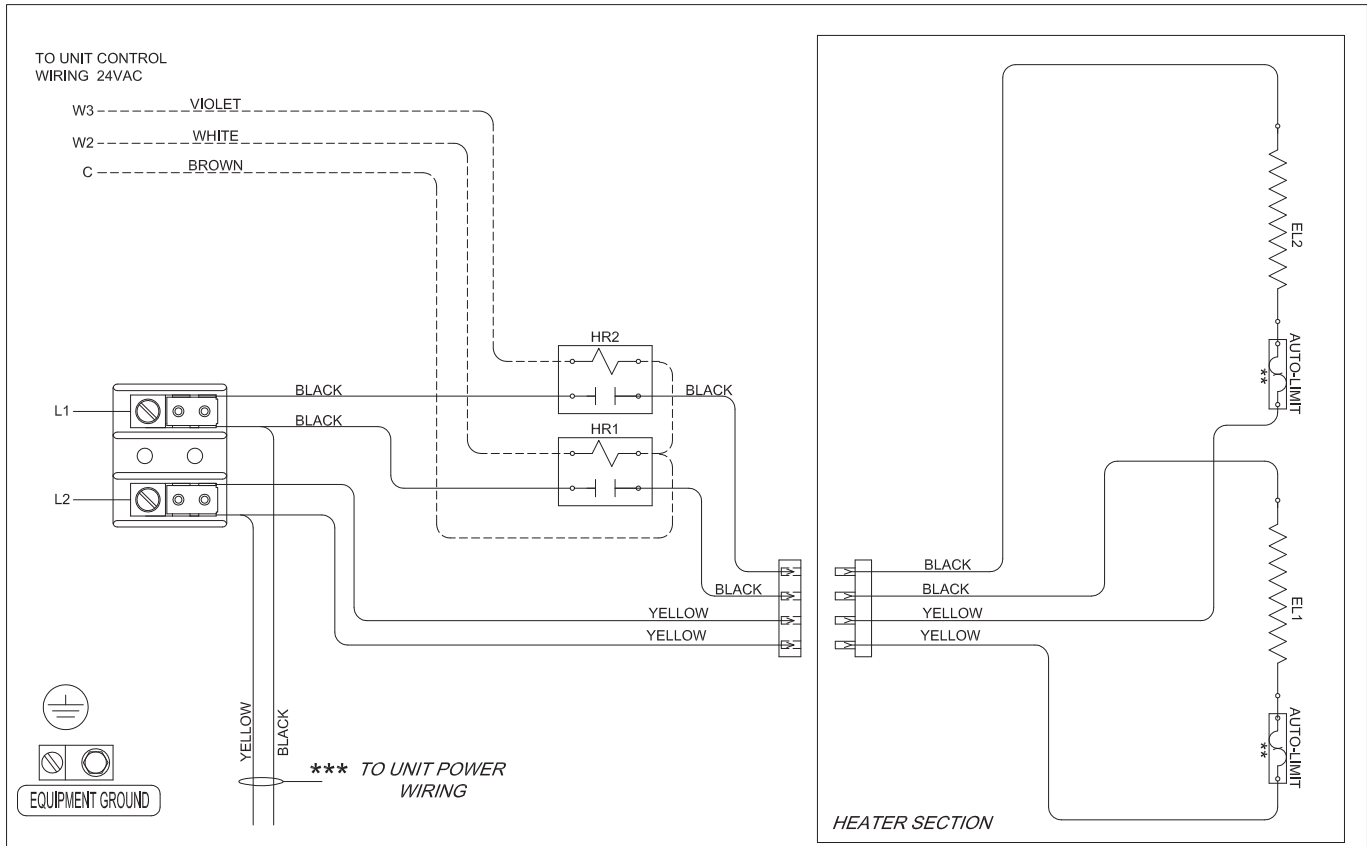 TO UNIT CONTROL
WIRING 24VAC
W3
VIOLET
W2
WHITE
C
BROWN
EL2
HR2
AUTO-LIMIT
**
BLACK
BLACK
L1
BLACK
HR1
L2
BLACK
BLACK
BLACK
BLACK
YELLOW
YELLOW
YELLOW
YELLOW
EL1
YELLOW
BLACK
AUTO-LIMIT
**
*** TO UNIT POWER
WIRING
EQUIPMENT GROUND
HEATER SECTION